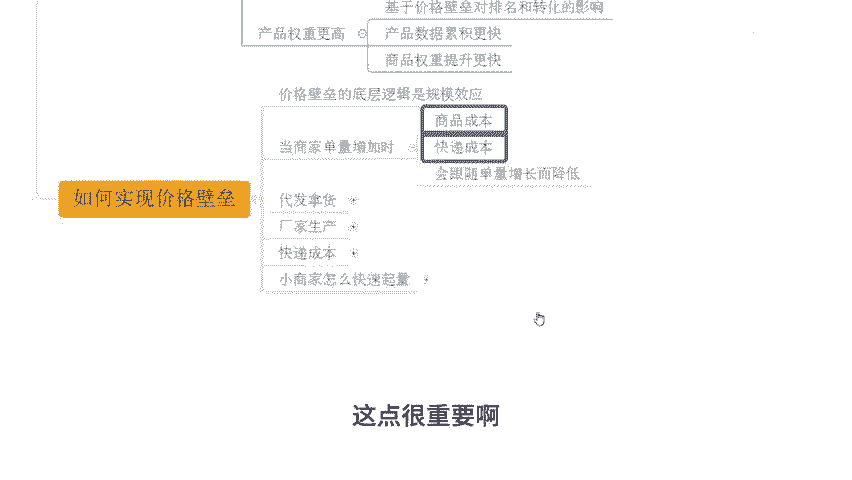 基于价格壁垒对排名和转化的影响
产品权重更高
产品数据累积更快
商品权重提升更快
价格壁垒的底层逻辑是规模效应
商品成本
当商家单量增加时
快递成本
会跟随单量增长而降低
如何实现价格壁垒
代发拿货
厂家生产
快递成本
小商家怎么快速起量
这点很重要啊